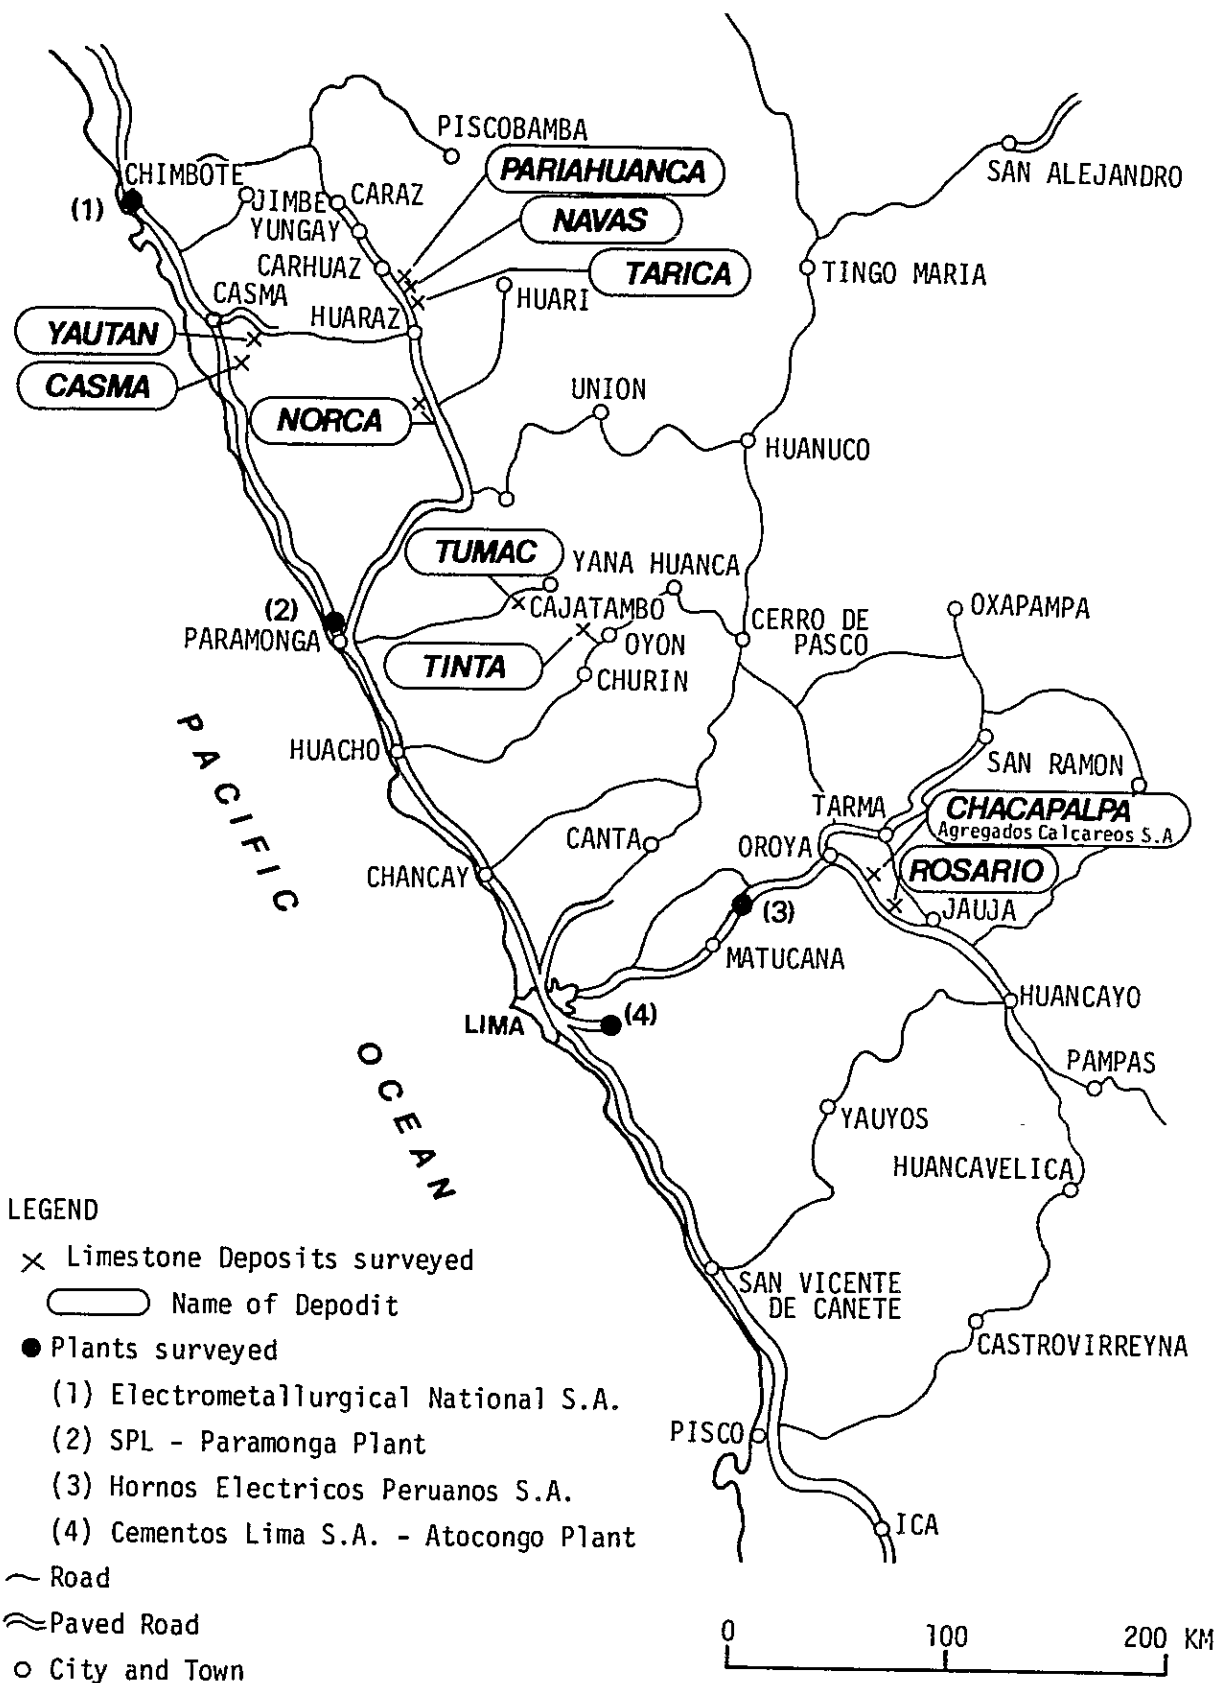 PISCOBAMBA
PARIAHUANCA
SAN ALEJANDRO
CHIMBOTE
(1)
JIMBE
CARAZ
NAVAS
YUNGAY
CARHUAZ
TARICA
TINGO MARIA
CASMA
HUARI
HUARAZ
YAUTAN
CASMA
UNION
NORCA
HUANUCO
TUMAC
YANA HUANCA
(2)
CAJATAMBO
OXAPAMPA
PARAMONGA
CERRO DE
PASCO
OYON
TINTA
CHURIN
PACIFIC
HUACHO
SAN RAMON
TARMA
CHACAPALPA
Agregados Calcareos S.A
CANTA
OROYA
CHANCAY
ROSARIO
(3)
JAUJA
MATUCANA
HUANCAYO
(4)
LIMA
OCEAN
PAMPAS
YAUYOS
HUANCAVELICA
SAN VICENTE
DE CANETE
CASTROVIRREYNA
PISCO
ICA
LEGEND
Limestone Deposits surveyed
Name of Depodit
Plants surveyed
(1) Electrometallurgical National S.A.
(2) SPL - Paramonga Plant
(3) Hornos Electricos Peruanos S.A.
(4) Cementos Lima S.A. - Atocongo Plant
Road
Paved Road
City and Town
0 100 200 KM